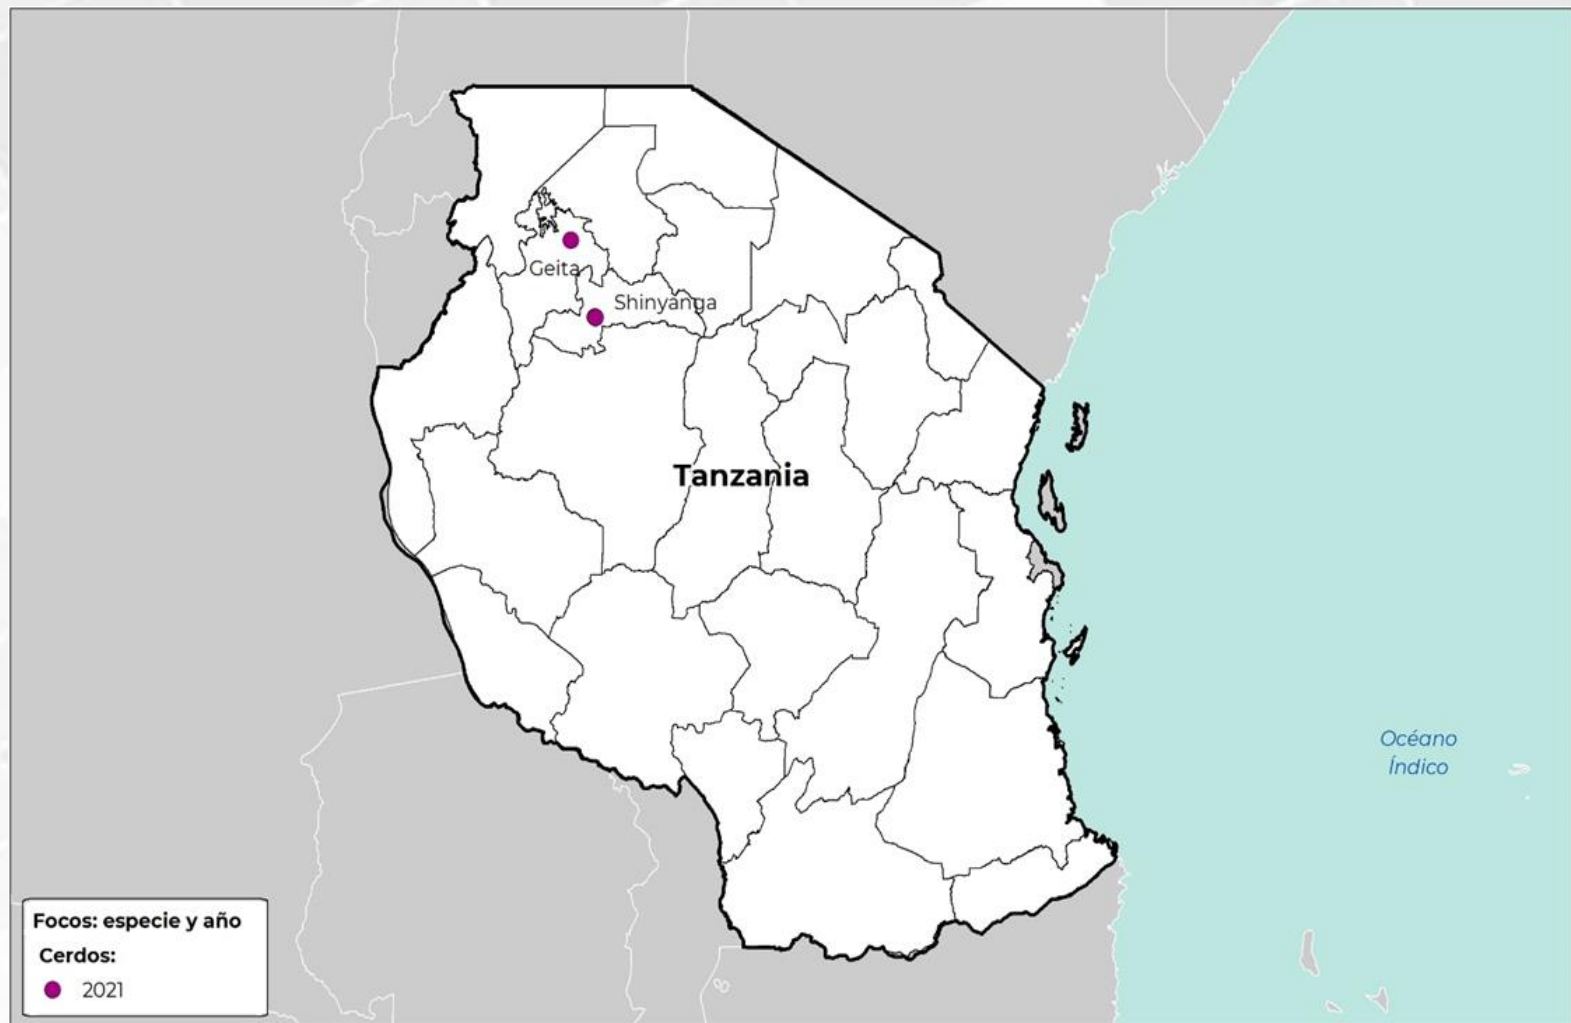 Geita
Shinyanga
Tanzania
Océano
Índico
Focos: especie y año
Cerdos:
2021